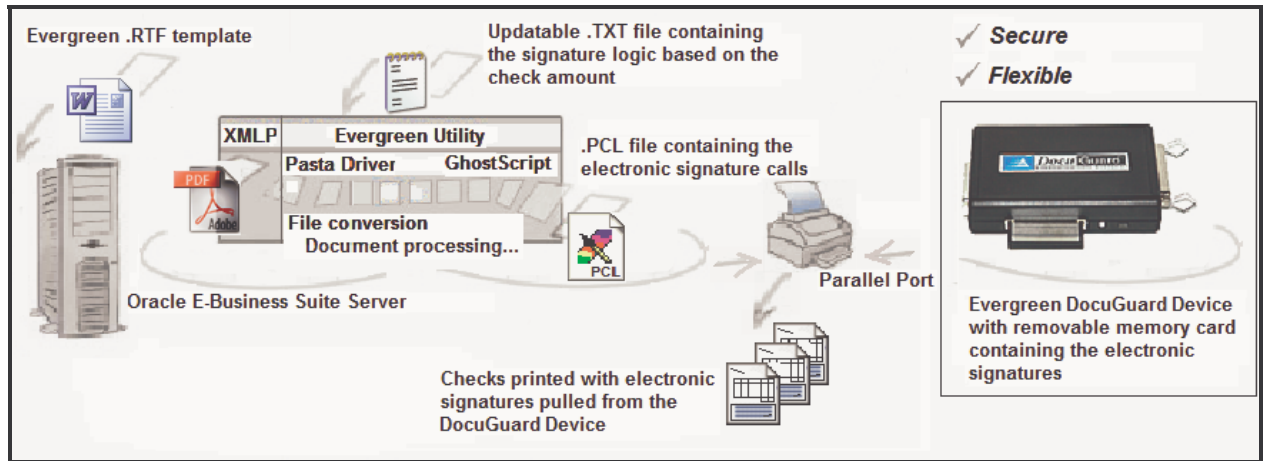 Evergreen .RTF template
Updatable .TXT file containing
the signature logic based on the
check amount
Secure
Flexible
W
XMLP
Evergreen Utility
Pasta Driver
GhostScript
PDF
Adobe
File conversion
Document processing...
.PCL file containing the
electronic signature calls
PCL
Parallel Port
DocuGuard
Oracle E-Business Suite Server
Evergreen DocuGuard Device
with removable memory card
containing the electronic
signatures
Checks printed with electronic
signatures pulled from the
DocuGuard Device